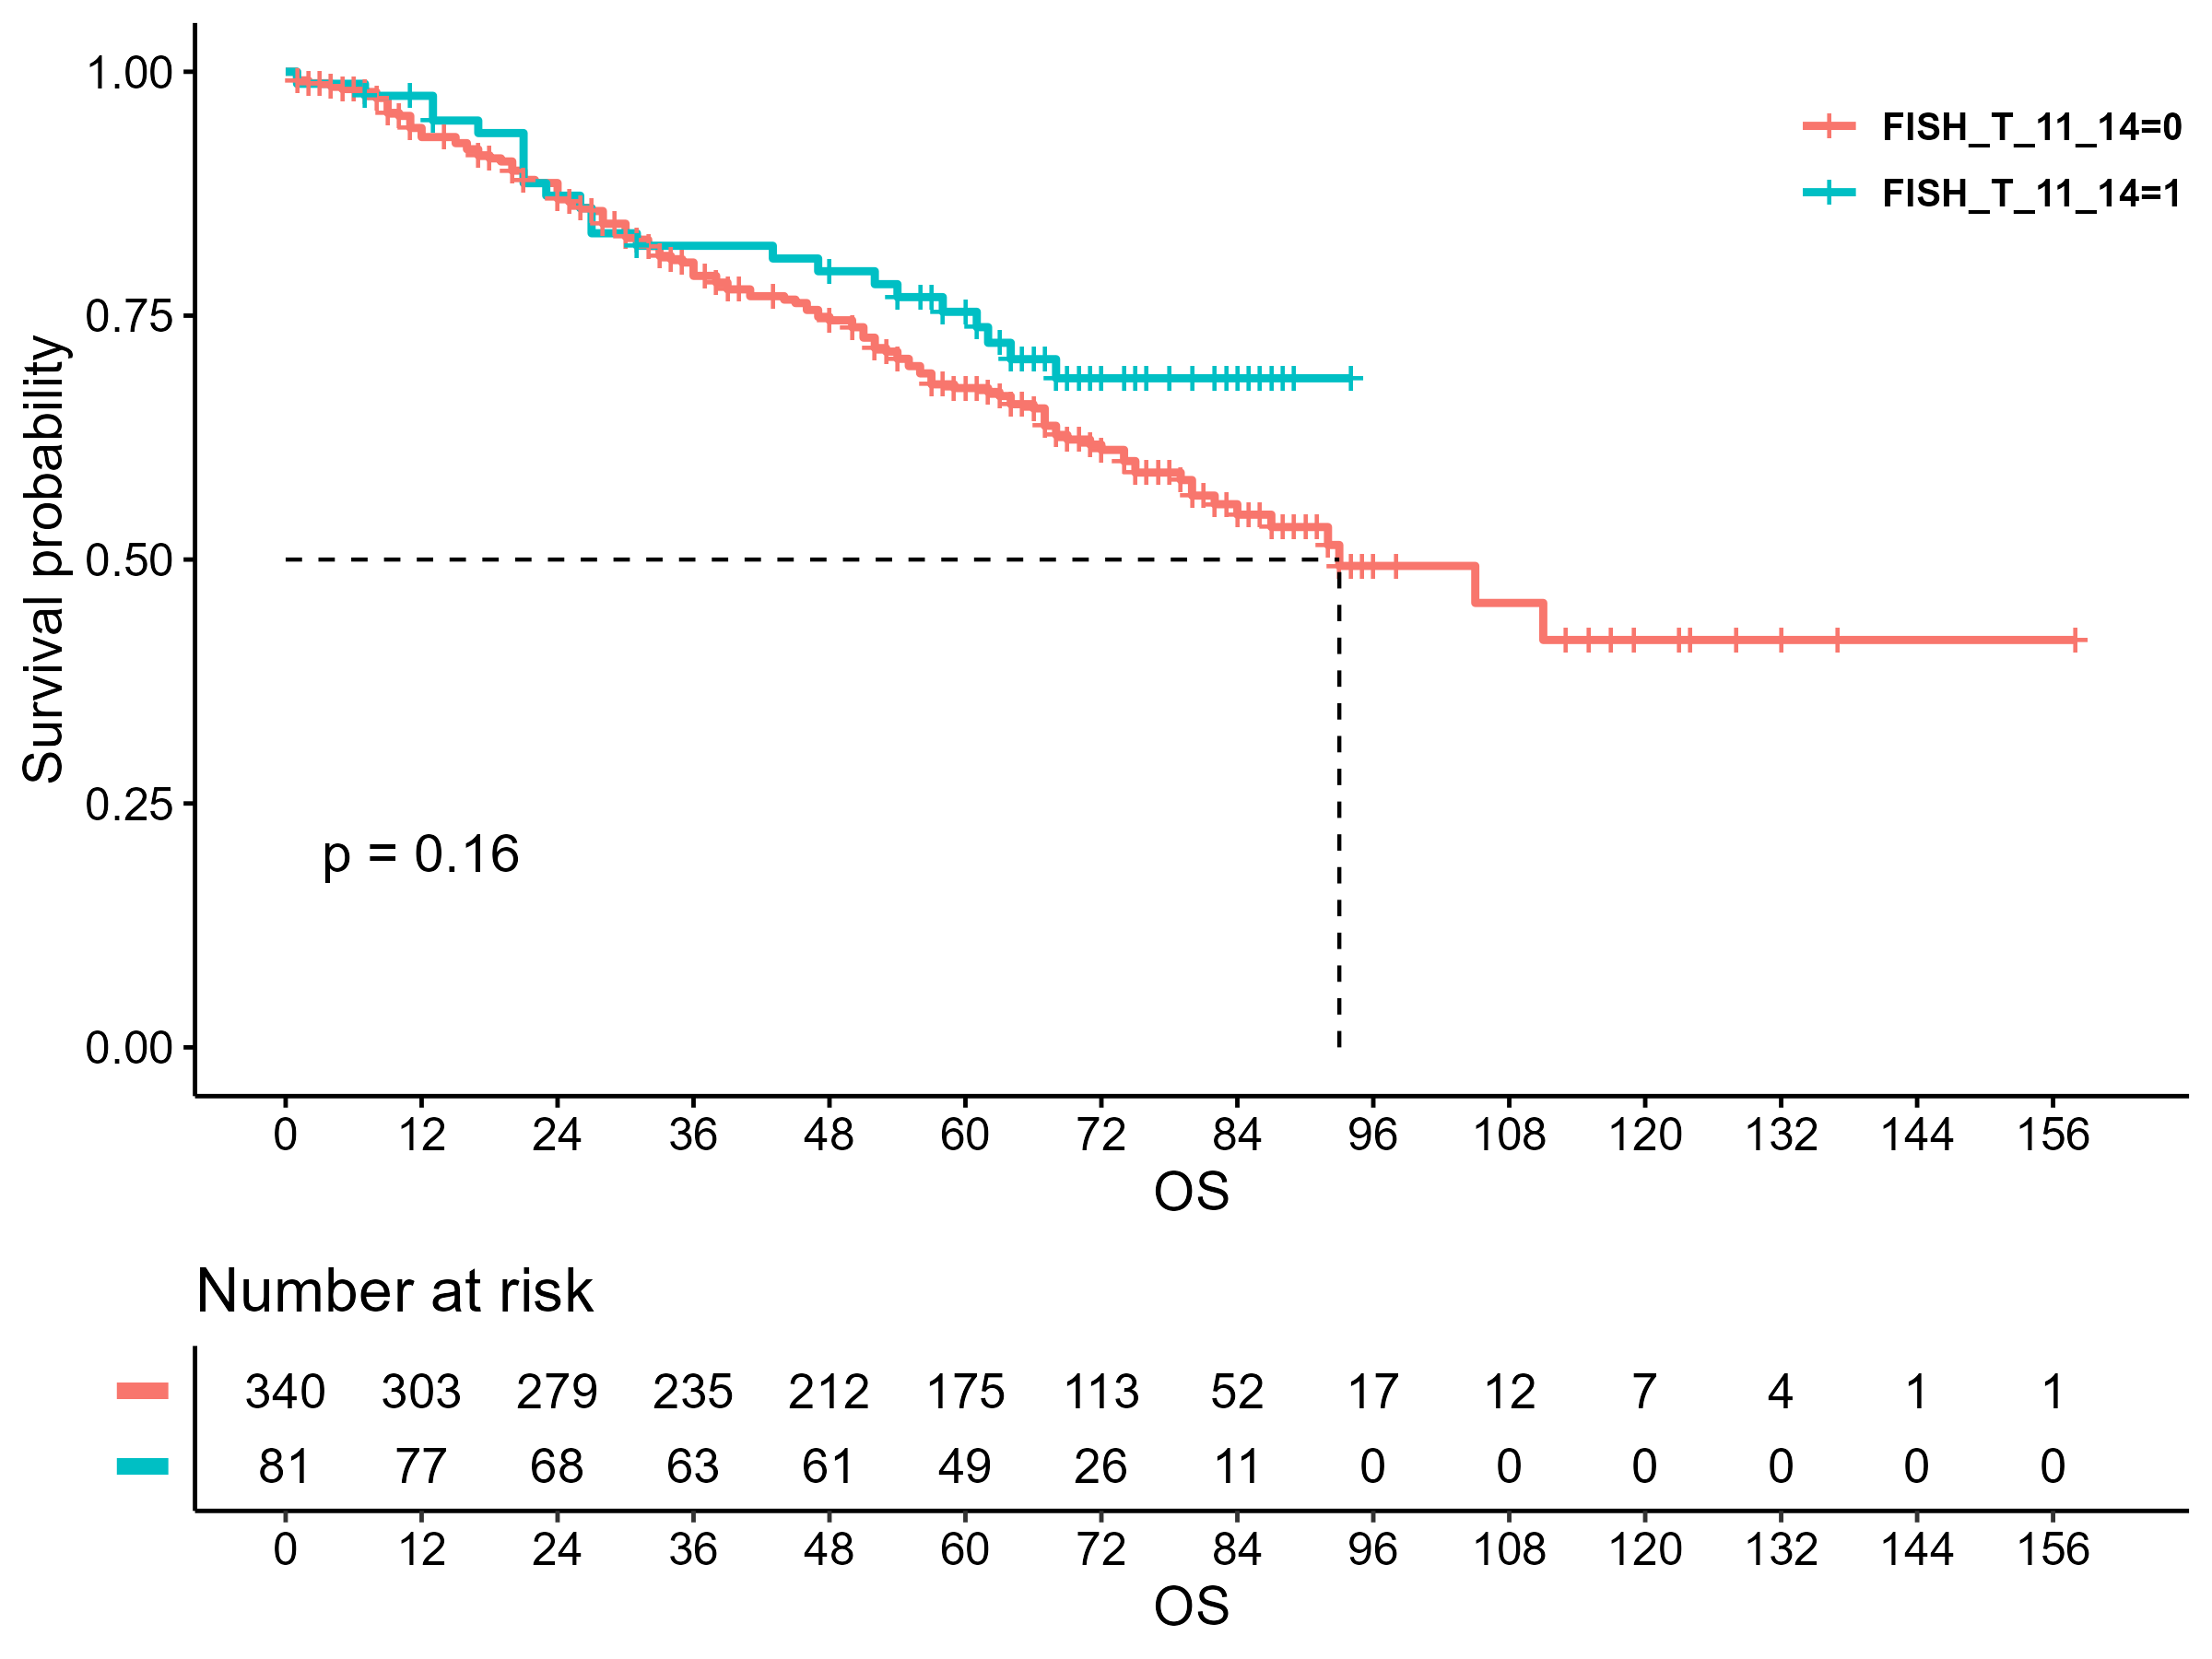 1.00
0.75
0.50
0.25
0.00
Survival probability
FISH_T_11_14=0
FISH_T_11_14=1
p = 0.16
0 12 24 36 48 60 72 84 96 108 120 132 144 156
OS
Number at risk
340 303 279 235 212 175 113 52 17 12 7 4 1 1
81 77 68 63 61 49 26 11 0 0 0 0 0 0
0 12 24 36 48 60 72 84 96 108 120 132 144 156
OS